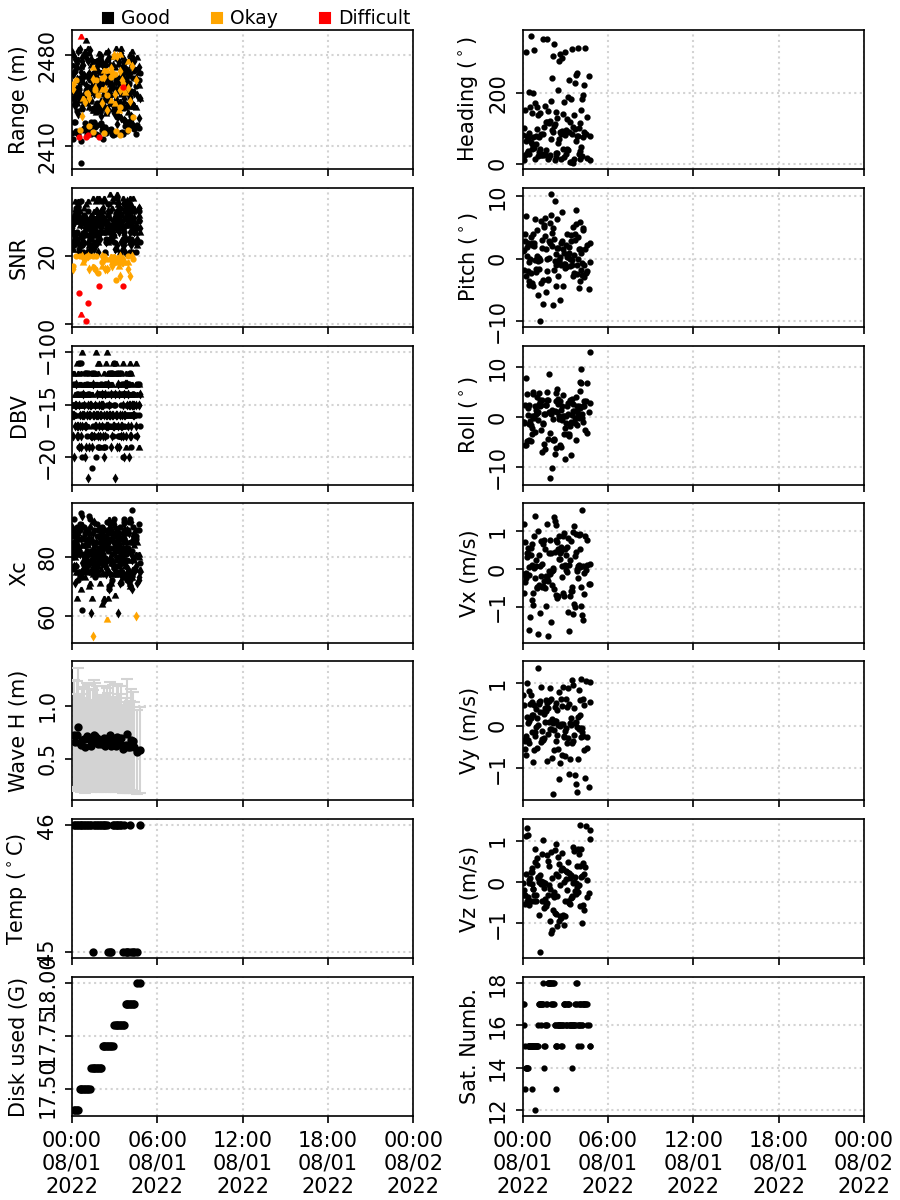 Good Okay Difficult
Range (m)
2480
2410
Heading (°)
200
0
SNR
20
0
Pitch (°)
10
0
−10
DBV
−10
−15
−20
Roll (°)
10
0
−10
Xc
80
60
Vx (m/s)
1
0
−1
Wave H (m)
1.0
0.5
Vy (m/s)
1
0
−1
Temp (°C)
46
45
Vz (m/s)
1
0
−1
Disk used (G)
18.00
17.75
17.50
Sat. Numb.
18
16
14
12
00:00 06:00 12:00 18:00 00:00
08/01 08/01 08/01 08/01 08/02
2022 2022 2022 2022 2022
00:00 06:00 12:00 18:00 00:00
08/01 08/01 08/01 08/01 08/02
2022 2022 2022 2022 2022